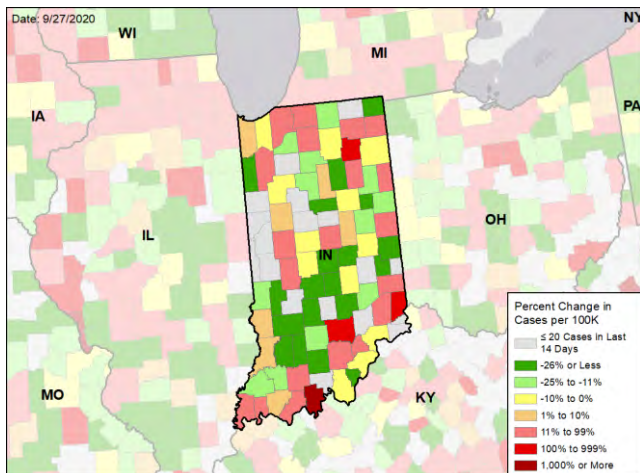 Date: 9/27/2020
WI
MI
NY
IA
PA
IL
IN
OH
MO
KY
Percent Change in
Cases per 100K
≤ 20 Cases in Last
14 Days
-26% or Less
-25% to -11%
-10% to 0%
1% to 10%
11% to 99%
100% to 999%
1,000% or More